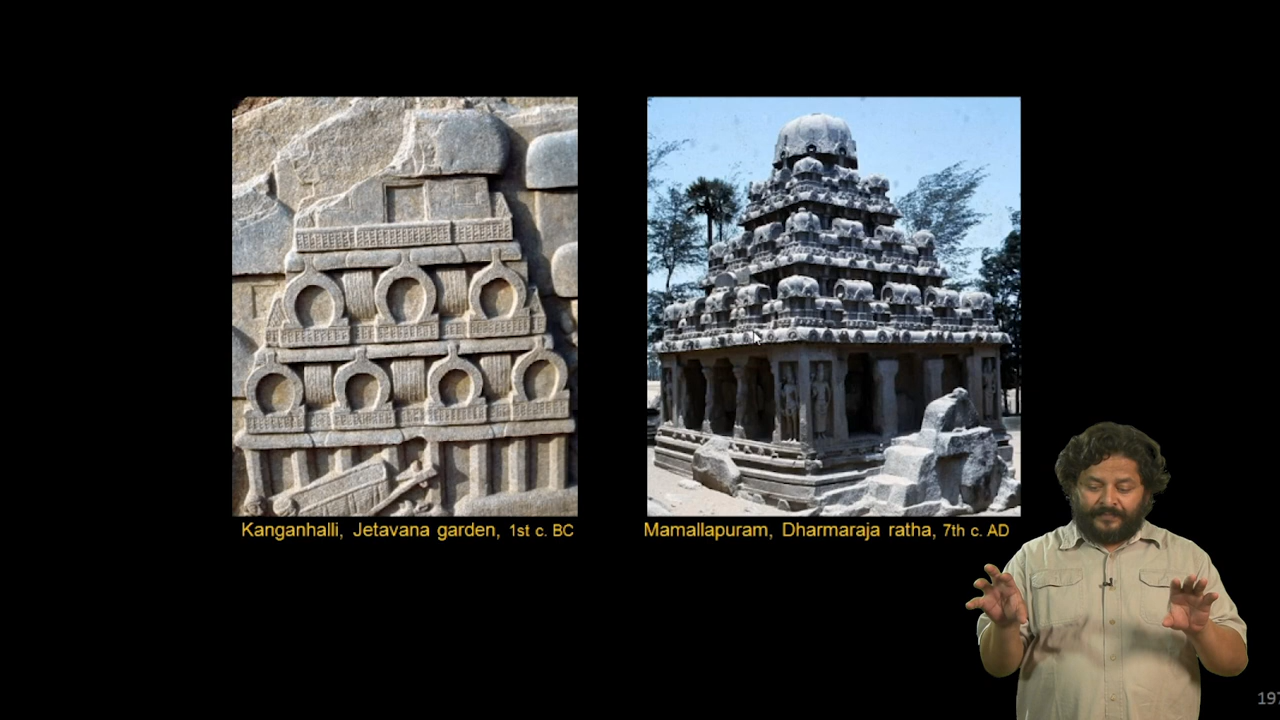 Kanganhalli, Jetavana garden, 1st c. BC
Mamallapuram, Dharmaraja ratha, 7th c. AD